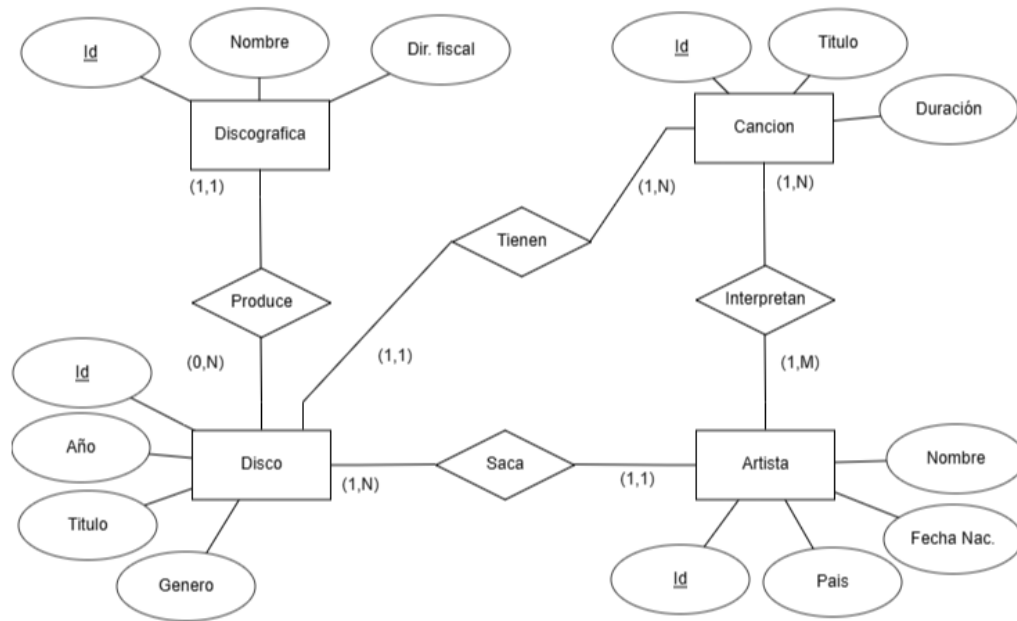 Id
Nombre
Dir. fiscal
Discografica
(1,1)
Produce
(0,N)
Id
Titulo
Duración
Cancion
(1,N)
(1,N)
Tienen
(1,1)
Interpretan
(1,M)
Id
Año
Titulo
Genero
Disco
(1,N)
Saca
(1,1)
Artista
Nombre
Fecha Nac.
Pais
Id